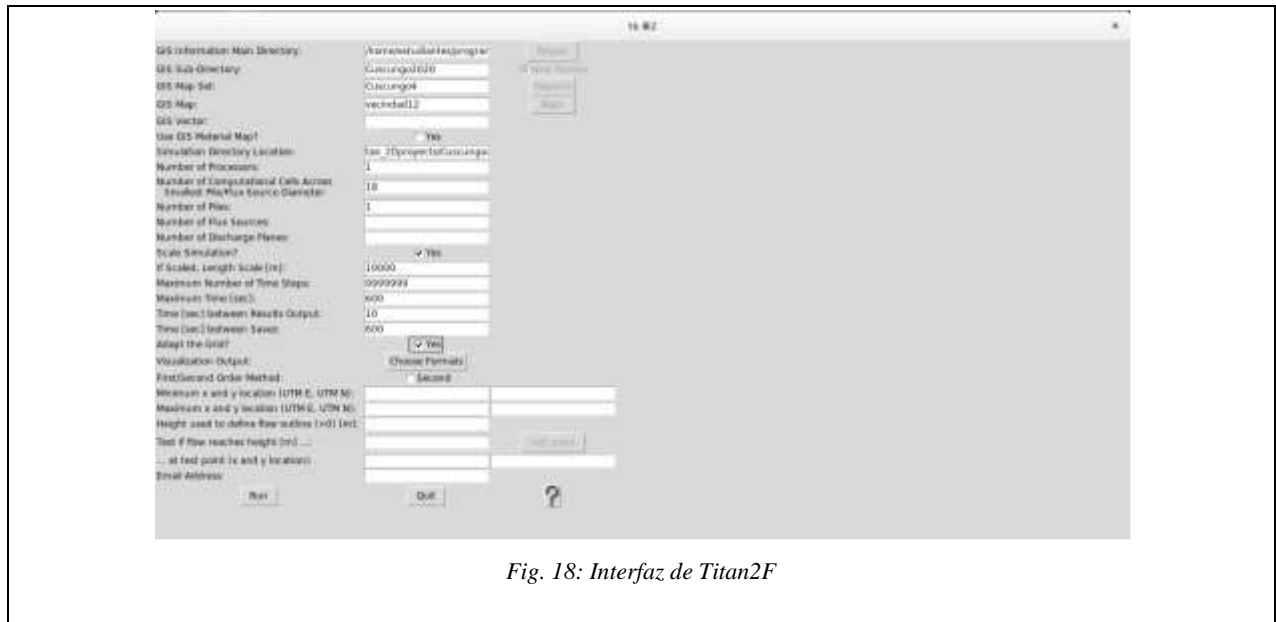 GIS Information Main Directory:
GIS Sub-Directory: Cuscungo2020
GIS Map Set: Cuscungo4
GIS Map: vecindad12
GIS Vector:
Use GIS Material Map? Yes
Simulation Directory Location:
Number of Processors: 1
Number of Computational Cells Across
Smallest Pile/Flux Source Diameter: 18
Number of Piles: 1
Number of Flux Sources:
Number of Discharge Planes:
Scale Simulation? Yes
If Scaled, Length Scale [m]: 10000
Maximum Number of Time Steps: 9999999
Maximum Time [sec]: 600
Time [sec] between Results Output: 10
Time [sec] between Saves: 600
Adapt the Grid? Yes
Visualization Output: Choose Formats
First/Second Order Method: Second
Minimum x and y location (UTM E, UTM N):
Maximum x and y location (UTM E, UTM N):
Height used to define flow outline (>0) [m]:
Test if flow reaches height [m] ...
... at test point (x and y location):
Email Address:
Run Quit ?
Fig. 18: Interfaz de Titan2F